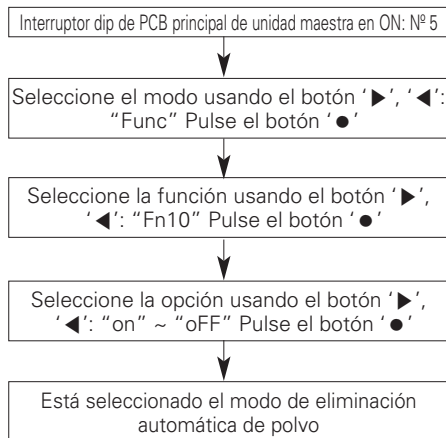 Interruptor dip de PCB principal de unidad maestra en ON: Nº 5
Seleccione el modo usando el botón ‘▶’, ‘◀’:
“Func” Pulse el botón ‘●’
Seleccione la función usando el botón ‘▶’,
‘◀’: “Fn10” Pulse el botón ‘●’
Seleccione la opción usando el botón ‘▶’,
‘◀’: “on” ~ “oFF” Pulse el botón ‘●’
Está seleccionado el modo de eliminación
automática de polvo